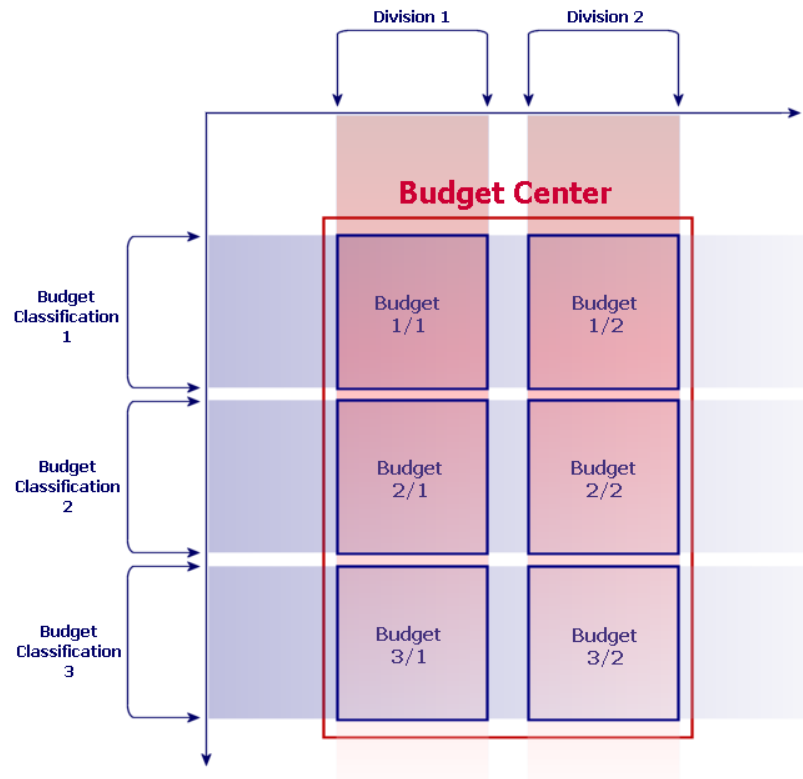 Division 1
Division 2
Budget Center
Budget
Classification
1
Budget
1/1
Budget
1/2
Budget
Classification
2
Budget
2/1
Budget
2/2
Budget
Classification
3
Budget
3/1
Budget
3/2